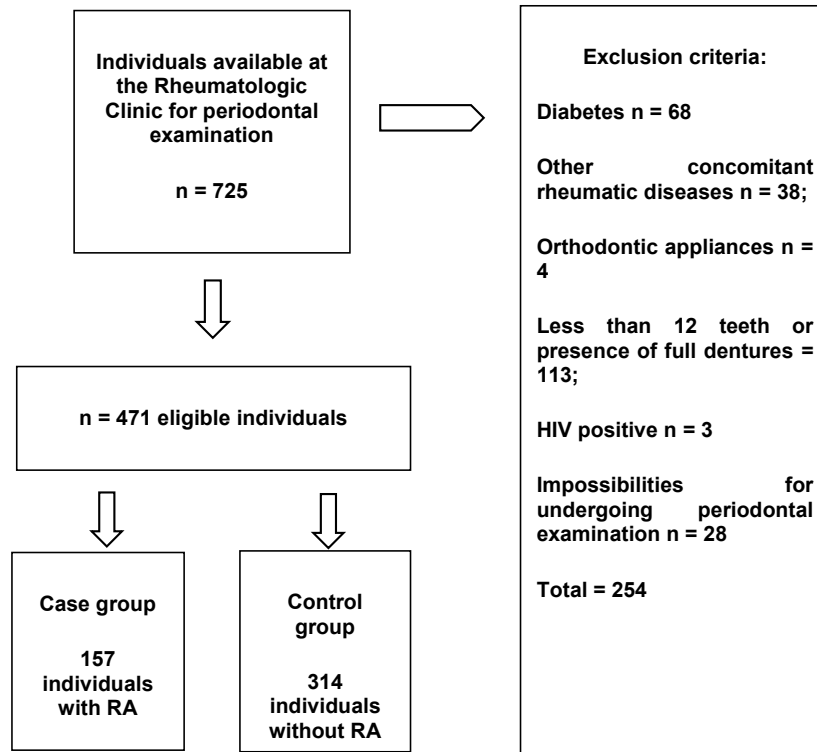 Individuals available at
the Rheumatologic
Clinic for periodontal
examination
n = 725
Exclusion criteria:
Diabetes n = 68
Other concomitant
rheumatic diseases n = 38;
Orthodontic appliances n =
4
Less than 12 teeth or
presence of full dentures =
113;
HIV positive n = 3
Impossibilities for
undergoing periodontal
examination n = 28
Total = 254
n = 471 eligible individuals
Case group
157
individuals
with RA
Control
group
314
individuals
without RA